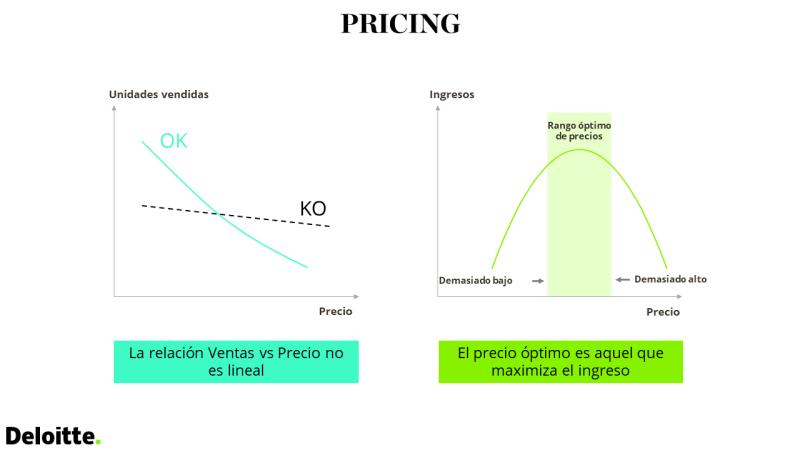 PRICING
Unidades vendidas
OK
KO
Precio
La relación Ventas vs Precio no
es lineal
Ingresos
Rango óptimo
de precios
Demasiado bajo
Demasiado alto
Precio
El precio óptimo es aquel que
maximiza el ingreso
Deloitte.